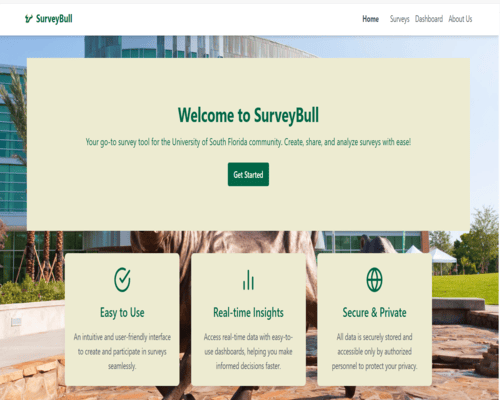 SurveyBull
Home Surveys Dashboard About Us
Welcome to SurveyBull
Your go-to survey tool for the University of South Florida community. Create, share, and analyze surveys with ease!
Get Started
Easy to Use
An intuitive and user-friendly interface
to create and participate in surveys
seamlessly.
Real-time Insights
Access real-time data with easy-to-
use dashboards, helping you make
informed decisions faster.
Secure & Private
All data is securely stored and
accessible only by authorized
personnel to protect your privacy.